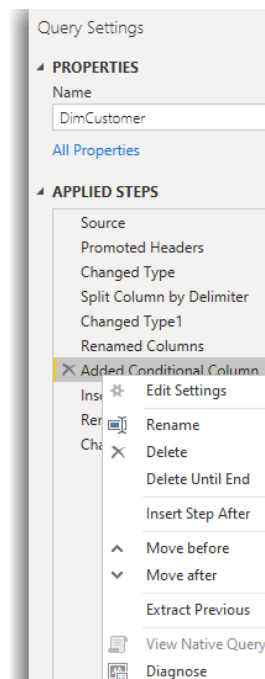 Query Settings
PROPERTIES
Name
DimCustomer
All Properties
APPLIED STEPS
Source
Promoted Headers
Changed Type
Split Column by Delimiter
Changed Type1
Renamed Columns
Added Conditional Column
Edit Settings
Rename
Delete
Delete Until End
Insert Step After
Move before
Move after
Extract Previous
View Native Query
Diagnose